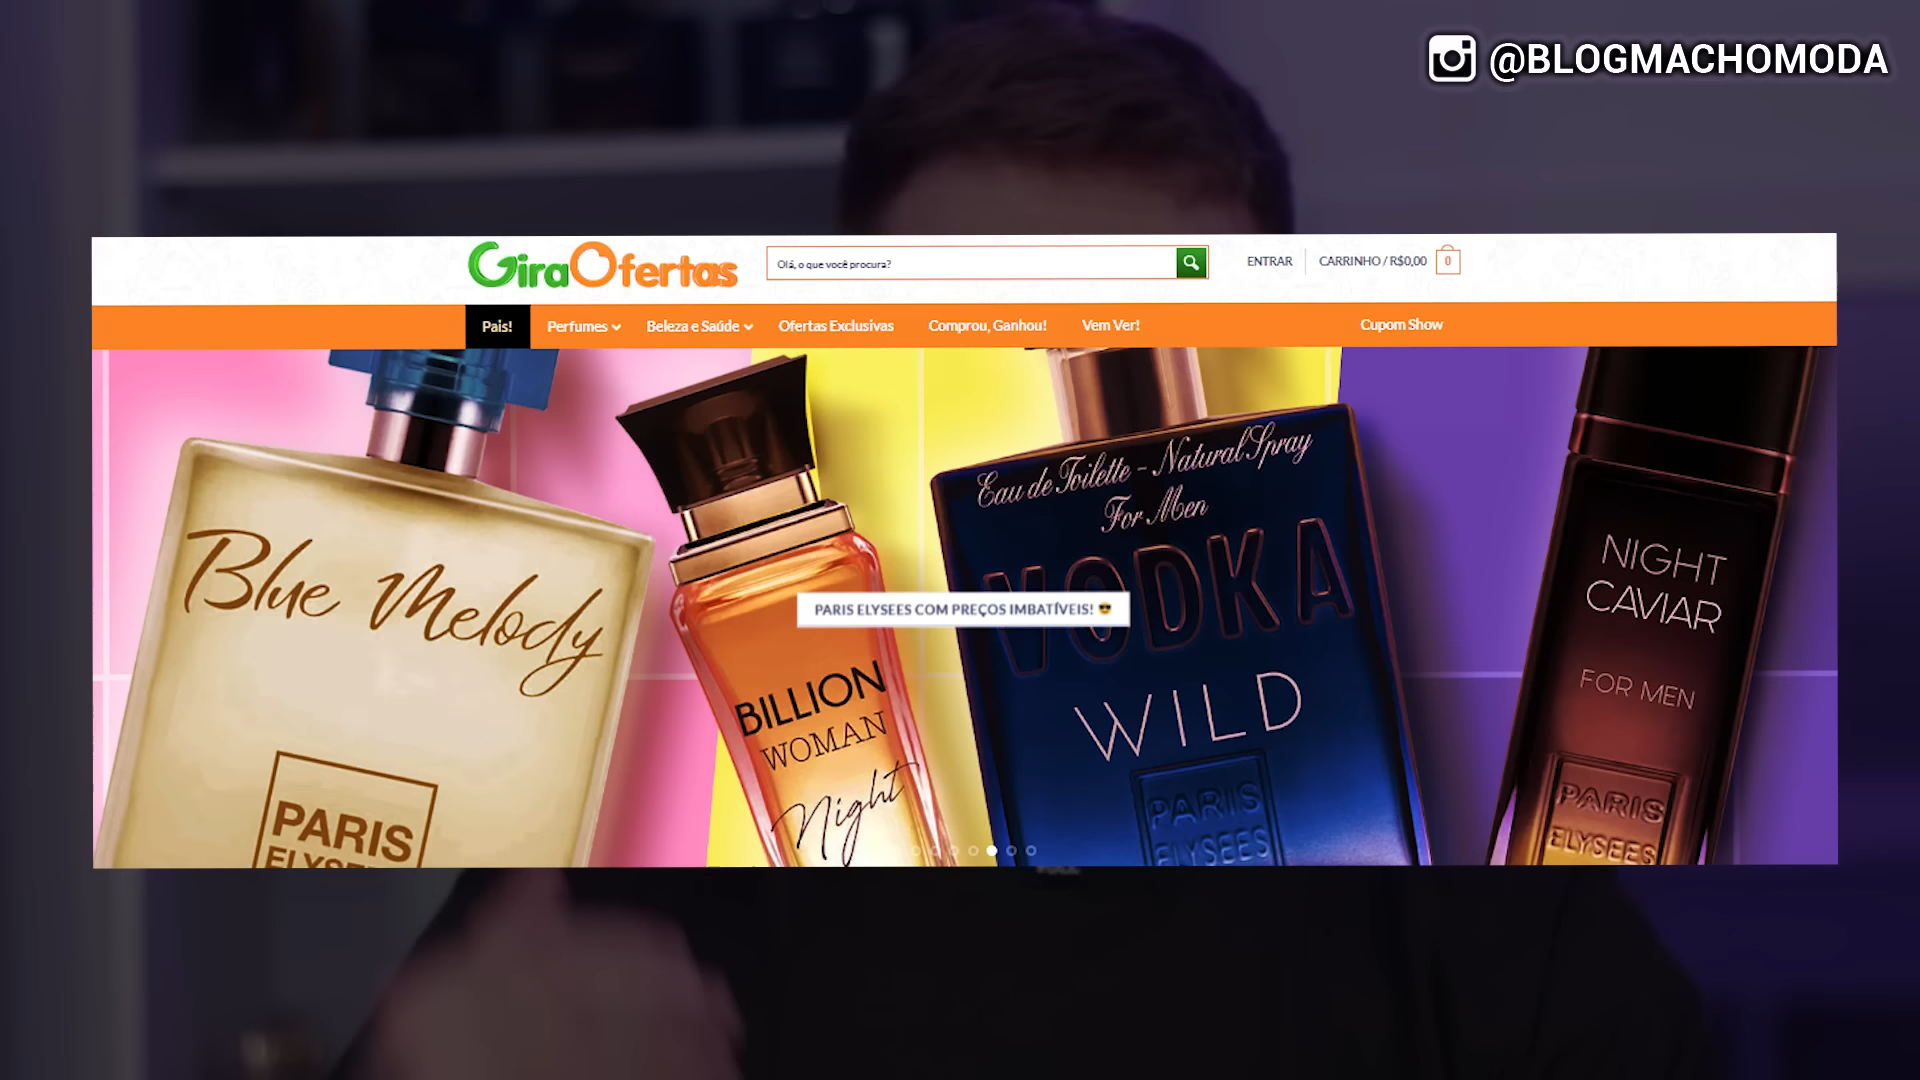 @BLOGMACHOMODA
GiraOfertas
Olá, o que você procura?
ENTRAR
CARRINHO / R$0,00
0
Pais!
Perfumes
Beleza e Saúde
Ofertas Exclusivas
Comprou, Ganhou!
Vem Ver!
Cupom Show
Blue Melody
PARIS
BILLION
WOMAN
Night
Eau de Toilette - Natural Spray
For Men
VODKA
WILD
PARIS
ELYSEES
NIGHT
CAVIAR
FOR MEN
PARIS
ELYSEES
PARIS ELYSEES COM PREÇOS IMBATÍVEIS! 😎